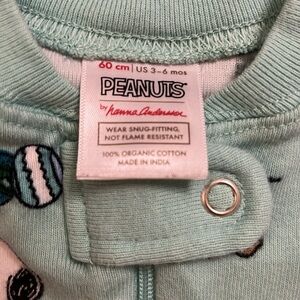 60 cm | US 3-6 mos
PEANUTS
by hanna andersson
WEAR SNUG-FITTING,
NOT FLAME RESISTANT
100% ORGANIC COTTON
MADE IN INDIA